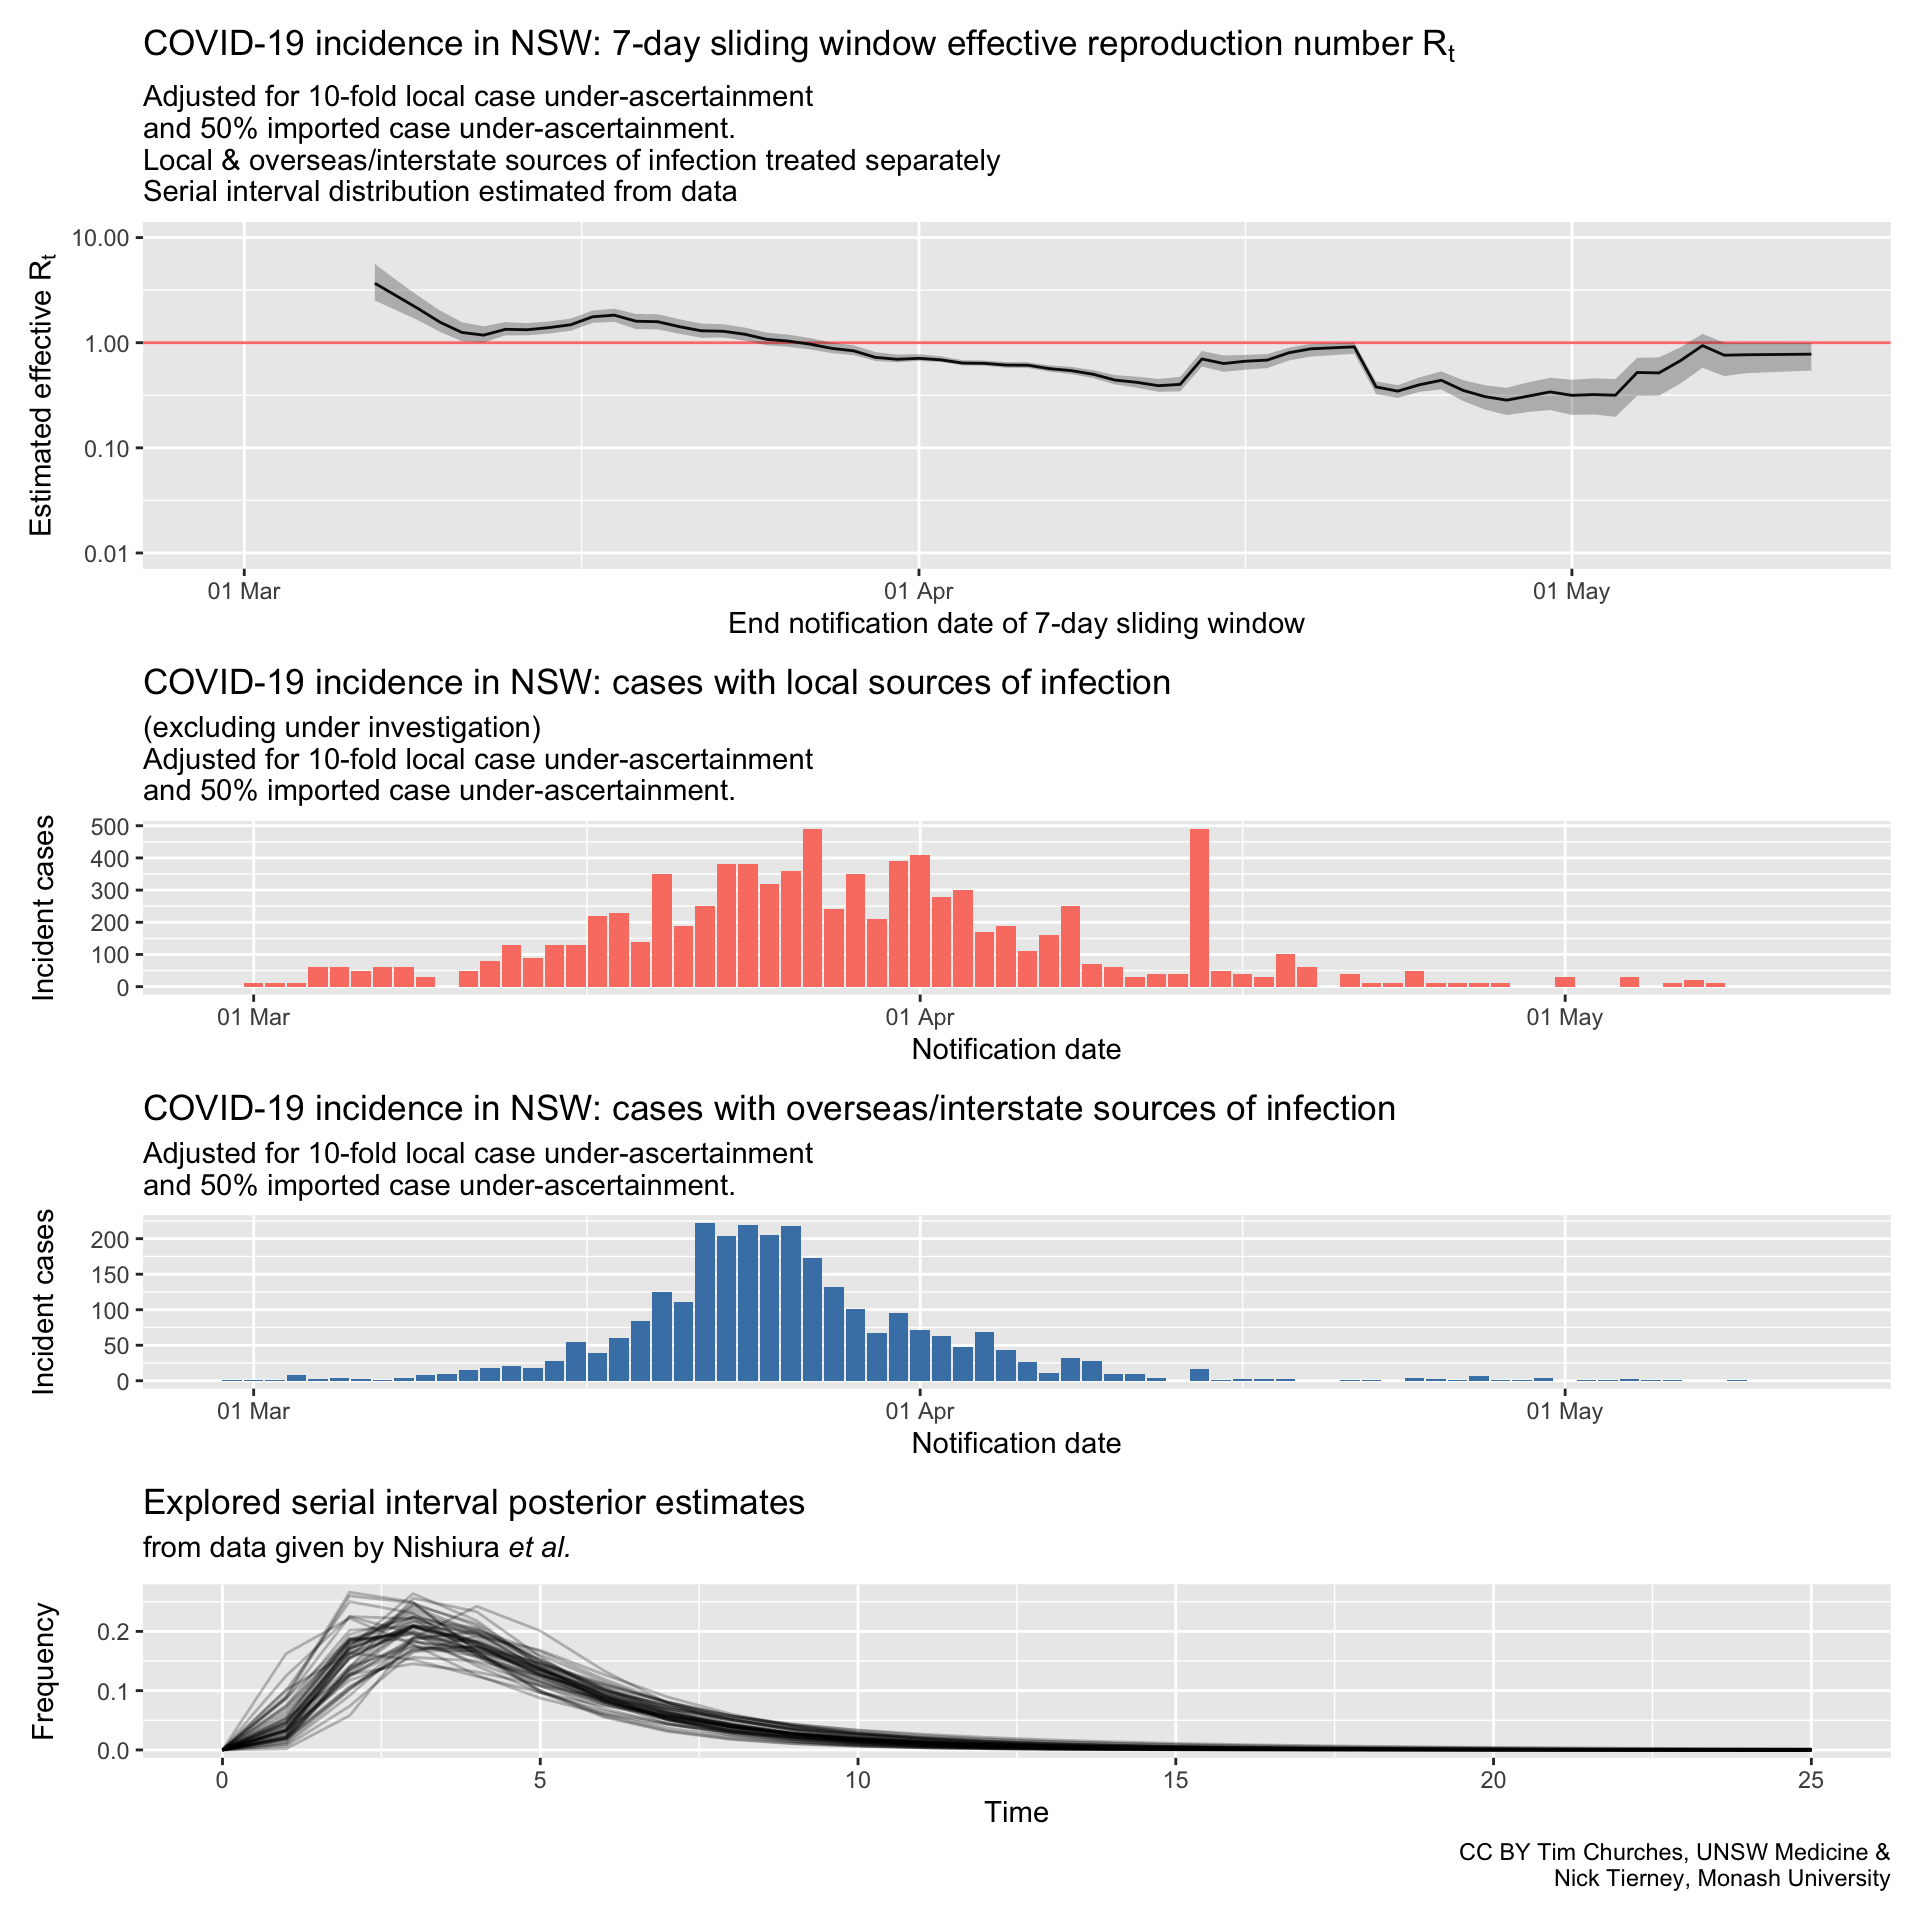 COVID-19 incidence in NSW: 7-day sliding window effective reproduction number Rt
Adjusted for 10-fold local case under-ascertainment
and 50% imported case under-ascertainment.
Local & overseas/interstate sources of infection treated separately
Serial interval distribution estimated from data
Estimated effective Rt
10.00
1.00
0.10
0.01
01 Mar
01 Apr
01 May
End notification date of 7-day sliding window
COVID-19 incidence in NSW: cases with local sources of infection
(excluding under investigation)
Adjusted for 10-fold local case under-ascertainment
and 50% imported case under-ascertainment.
Incident cases
500
400
300
200
100
0
01 Mar
01 Apr
01 May
Notification date
COVID-19 incidence in NSW: cases with overseas/interstate sources of infection
Adjusted for 10-fold local case under-ascertainment
and 50% imported case under-ascertainment.
Incident cases
200
150
100
50
0
01 Mar
01 Apr
01 May
Notification date
Explored serial interval posterior estimates
from data given by Nishiura et al.
Frequency
0.2
0.1
0.0
0
5
10
15
20
25
Time
CC BY Tim Churches, UNSW Medicine &
Nick Tierney, Monash University